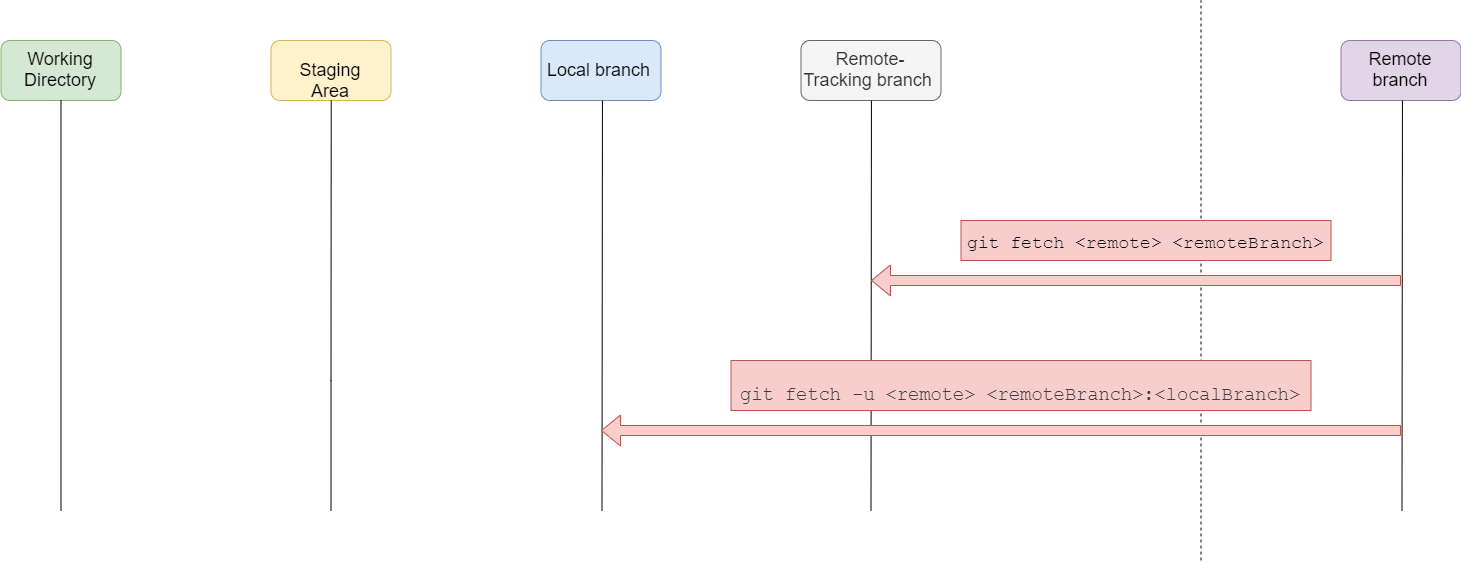 Working
Directory
Staging
Area
Local branch
Remote-
Tracking branch
Remote
branch
git fetch <remote> <remoteBranch>
git fetch -u <remote> <remoteBranch>:<localBranch>